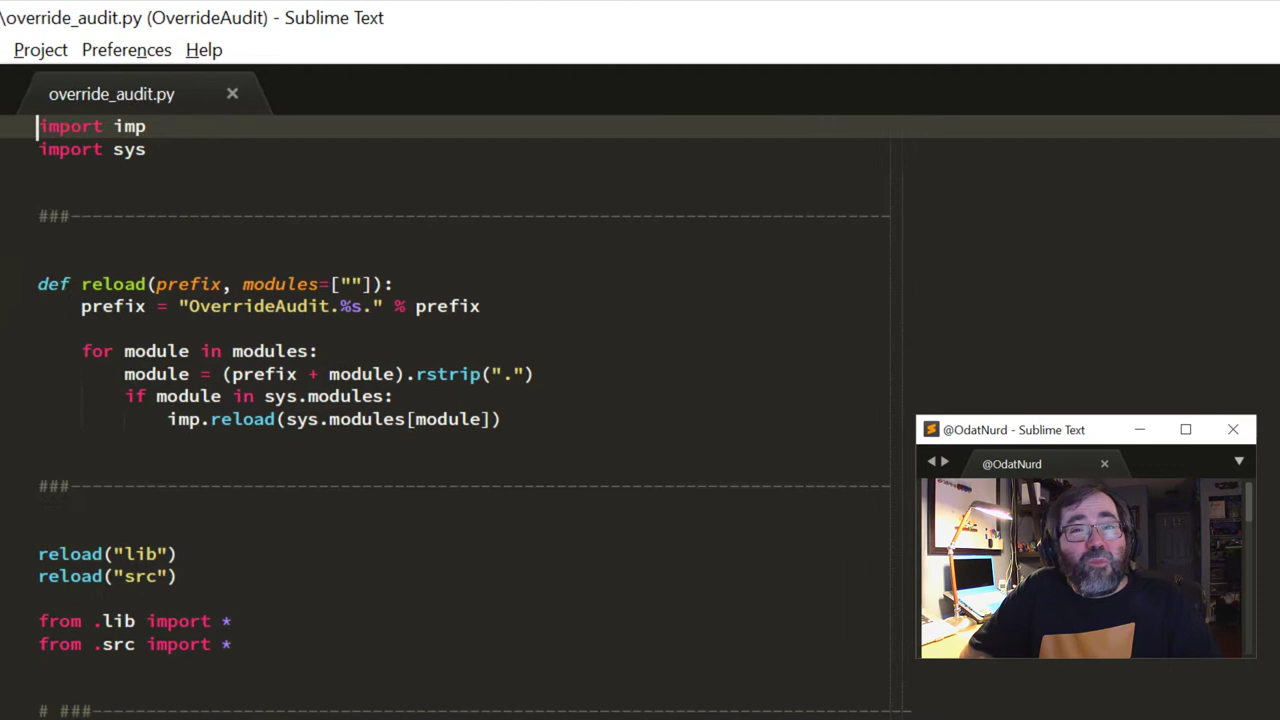 \override_audit.py (OverrideAudit) - Sublime Text
Project Preferences Help
override_audit.py
import imp
import sys
###----------------------------------------------------------------------------
def reload(prefix, modules=[""]):
    prefix = "OverrideAudit.%s." % prefix
    for module in modules:
        module = (prefix + module).rstrip(".")
        if module in sys.modules:
            imp.reload(sys.modules[module])
###----------------------------------------------------------------------------
reload("lib")
reload("src")
from .lib import *
from .src import *
# ###----------------------------------------------------------------------------
@OdatNurd - Sublime Text
@OdatNurd